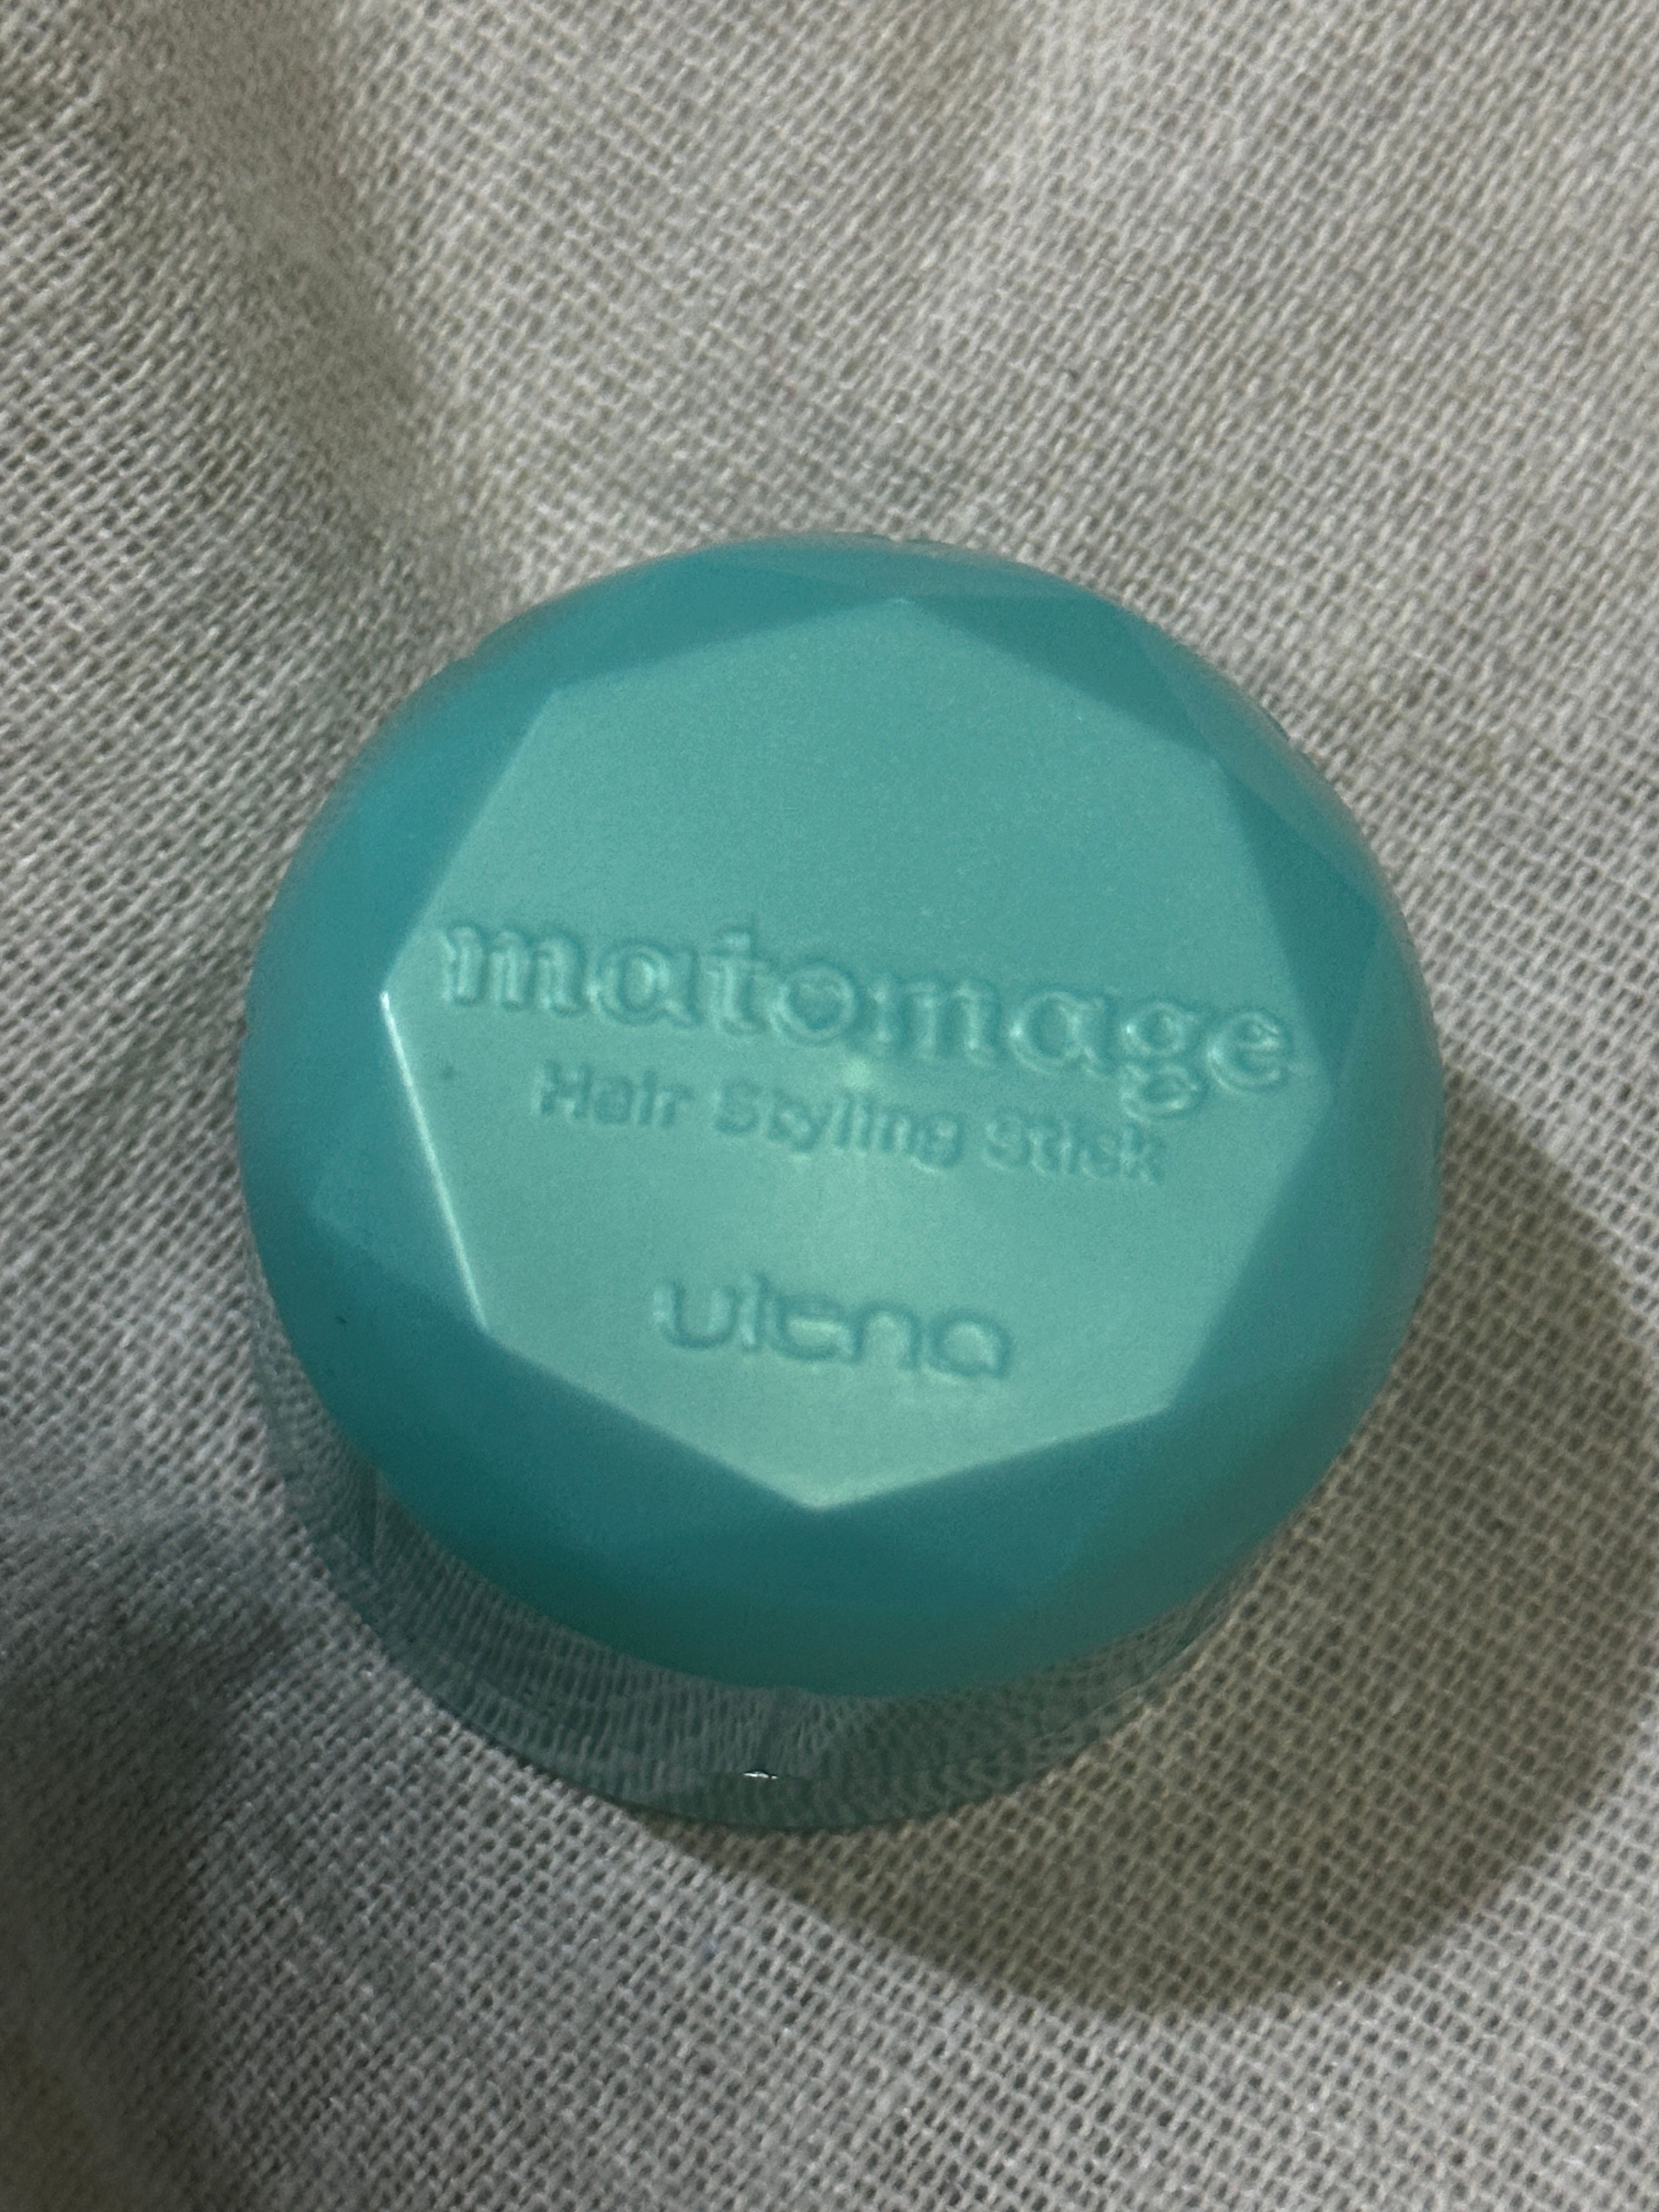 matomage
Hair Styling Stick
utena